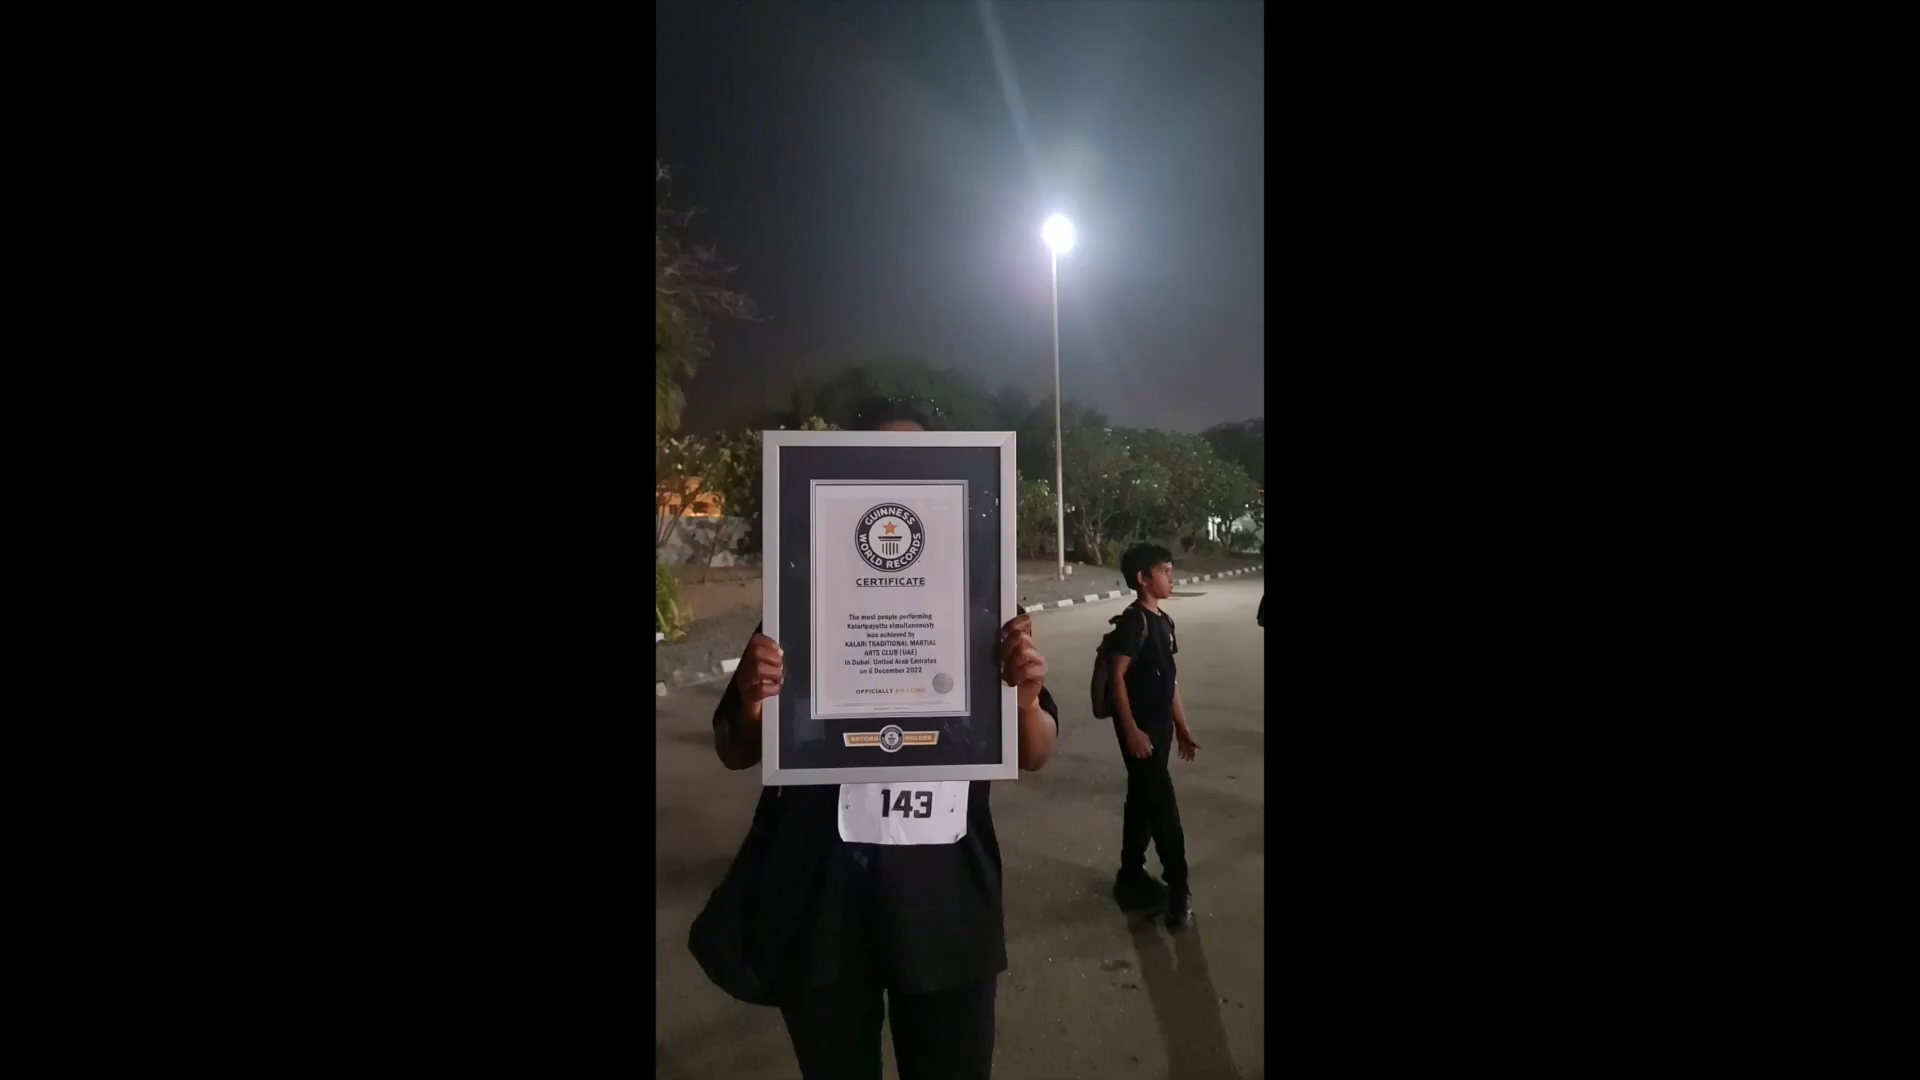 GUINNESS
WORLD RECORDS
CERTIFICATE
The most people performing
Kalaripayattu simultaneously
was achieved by
KALARI TRADITIONAL MARTIAL
ARTS CLUB (UAE)
in Dubai, United Arab Emirates
on 6 December 2022
OFFICIALLY AMAZING
RECORD HOLDER
143